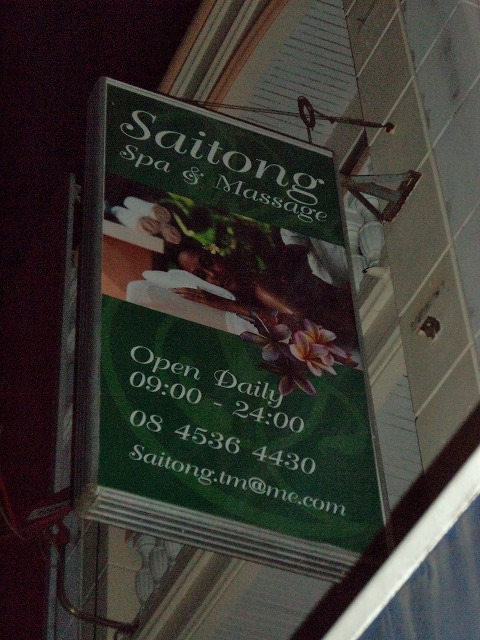 Saitong
Spa & Massage
Open Daily
09:00 - 24:00
08 4536 4430
Saitong.tm@me.com